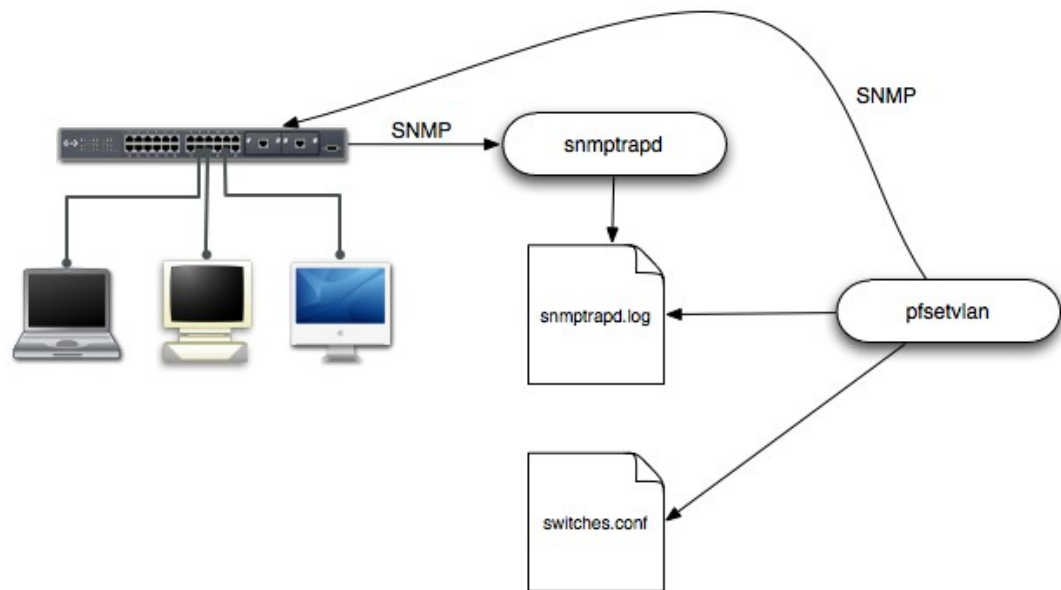 SNMP
SNMP
snmptrapd
snmptrapd.log
pfsetvlan
switches.conf